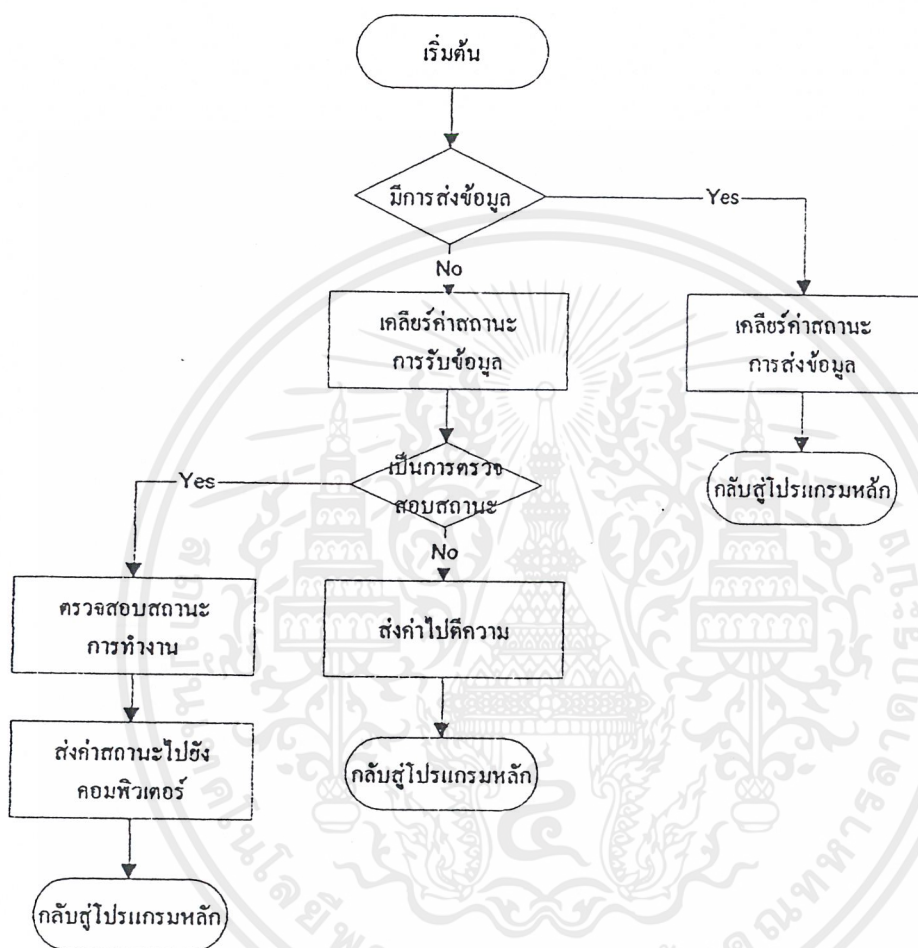 เริ่มต้น
มีการส่งข้อมูล
Yes
No
เคลียร์ค่าสถานะ
การรับข้อมูล
เคลียร์ค่าสถานะ
การส่งข้อมูล
เป็นการตรวจ
สอบสถานะ
Yes
No
กลับสู่โปรแกรมหลัก
ตรวจสอบสถานะ
การทำงาน
ส่งค่าไปตีความ
ส่งค่าสถานะไปยัง
คอมพิวเตอร์
กลับสู่โปรแกรมหลัก
กลับสู่โปรแกรมหลัก